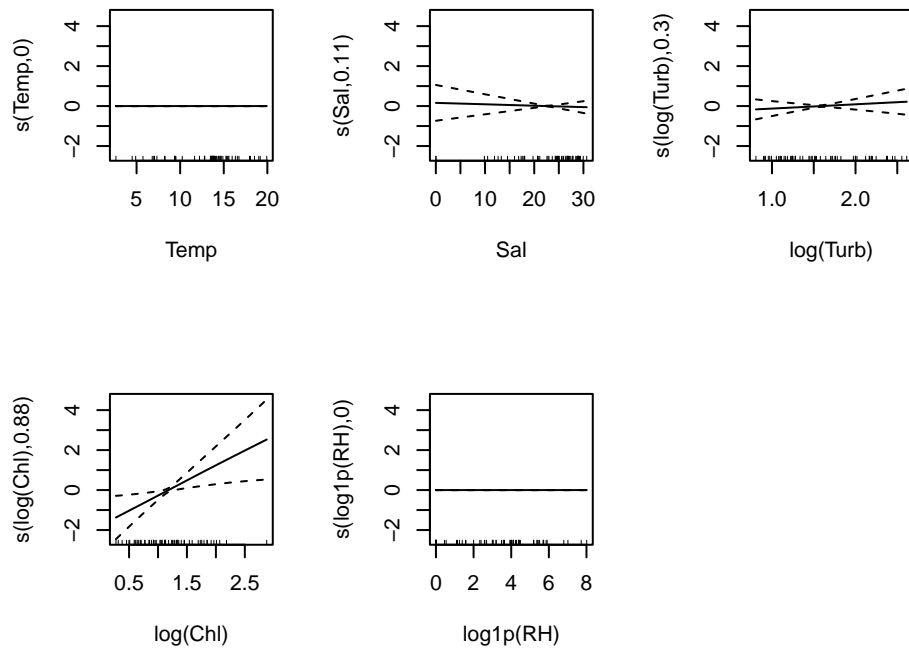 s(Temp,0)
4
2
0
−2
5 10 15 20
Temp
s(Sal,0.11)
4
2
0
−2
0 10 20 30
Sal
s(log(Turb),0.3)
4
2
0
−2
1.0 2.0
log(Turb)
s(log(Chl),0.88)
4
2
0
−2
0.5 1.5 2.5
log(Chl)
s(log1p(RH),0)
4
2
0
−2
0 2 4 6 8
log1p(RH)